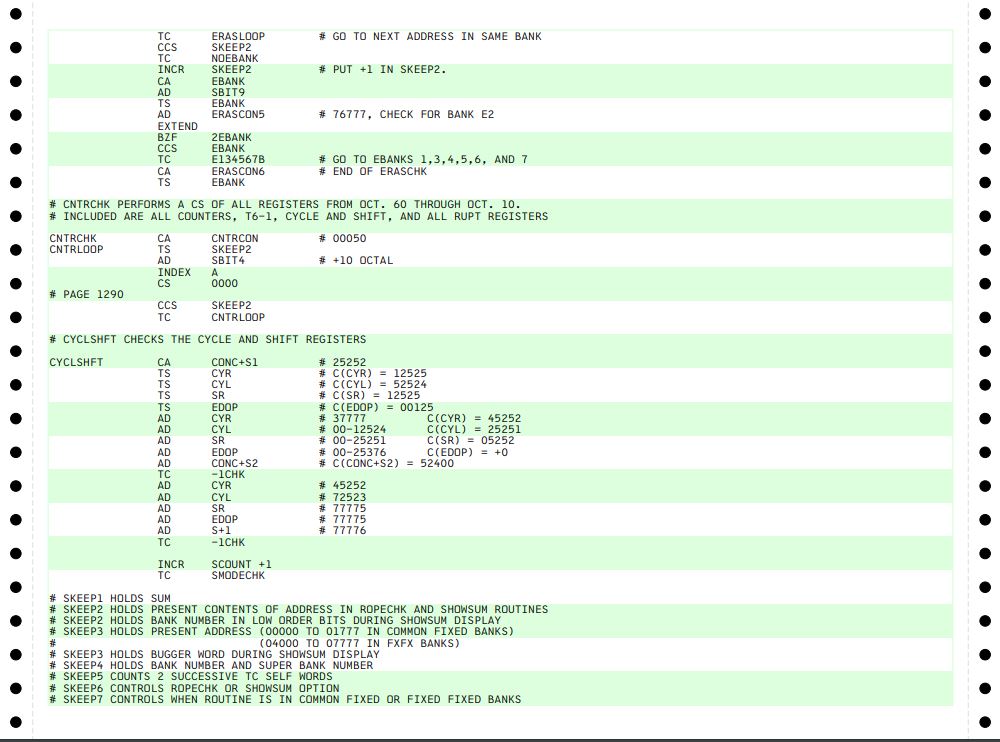 TC ERASLOOP # GO TO NEXT ADDRESS IN SAME BANK
CCS SKEEP2
TC NOEBANK
INCR SKEEP2 # PUT +1 IN SKEEP2.
CA EBANK
AD SBIT9
TS EBANK
AD ERASCON5 # 76777, CHECK FOR BANK E2
EXTEND
BZF 2EBANK
CCS EBANK
TC E134567B # GO TO EBANKS 1,3,4,5,6, AND 7
CA ERASCON6 # END OF ERASCHK
TS EBANK
# CNTRCHK PERFORMS A CS OF ALL REGISTERS FROM OCT. 60 THROUGH OCT. 10.
# INCLUDED ARE ALL COUNTERS, T6-1, CYCLE AND SHIFT, AND ALL RUPT REGISTERS
CNTRCHK CA CNTRCON # 00050
CNTRLOOP TS SKEEP2
AD SBIT4 # +10 OCTAL
INDEX A
CS 0000
# PAGE 1290
CCS SKEEP2
TC CNTRLOOP
# CYCLSHFT CHECKS THE CYCLE AND SHIFT REGISTERS
CYCLSHFT CA CONC+S1 # 25252
TS CYR # C(CYR) = 12525
TS CYL # C(CYL) = 52524
TS SR # C(SR) = 12525
TS EDOP # C(EDOP) = 00125
AD CYR # 37777 C(CYR) = 45252
AD CYL # 00-12524 C(CYL) = 25251
AD SR # 00-25251 C(SR) = 05252
AD EDOP # 00-25376 C(EDOP) = +0
AD CONC+S2 # C(CONC+S2) = 52400
TC -1CHK
AD CYR # 45252
AD CYL # 72523
AD SR # 77775
AD EDOP # 77775
AD S+1 # 77776
TC -1CHK
INCR SCOUNT +1
TC SMODECHK
# SKEEP1 HOLDS SUM
# SKEEP2 HOLDS PRESENT CONTENTS OF ADDRESS IN ROPECHK AND SHOWSUM ROUTINES
# SKEEP2 HOLDS BANK NUMBER IN LOW ORDER BITS DURING SHOWSUM DISPLAY
# SKEEP3 HOLDS PRESENT ADDRESS (00000 TO 01777 IN COMMON FIXED BANKS)
# (04000 TO 07777 IN FXFX BANKS)
# SKEEP3 HOLDS BUGGER WORD DURING SHOWSUM DISPLAY
# SKEEP4 HOLDS BANK NUMBER AND SUPER BANK NUMBER
# SKEEP5 COUNTS 2 SUCCESSIVE TC SELF WORDS
# SKEEP6 CONTROLS ROPECHK OR SHOWSUM OPTION
# SKEEP7 CONTROLS WHEN ROUTINE IS IN COMMON FIXED OR FIXED FIXED BANKS